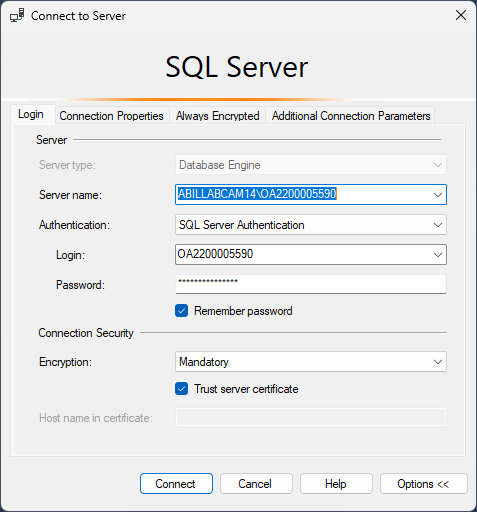 Connect to Server
SQL Server
Login Connection Properties Always Encrypted Additional Connection Parameters
Server
Server type: Database Engine
Server name: ABILLABCAM14\OA2200005590
Authentication: SQL Server Authentication
Login: OA2200005590
Password: ***************
Remember password
Connection Security
Encryption: Mandatory
Trust server certificate
Host name in certificate:
Connect Cancel Help Options <<